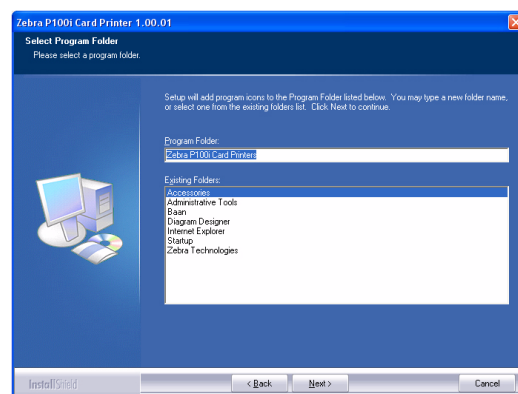 Zebra P100i Card Printer 1.00.01
Select Program Folder
Please select a program folder.
Setup will add program icons to the Program Folder listed below. You may type a new folder name,
or select one from the existing folders list. Click Next to continue.
Program Folder:
Zebra P100i Card Printers
Existing Folders:
Accessories
Administrative Tools
Baan
Diagram Designer
Internet Explorer
Startup
Zebra Technologies
InstallShield
< Back
Next >
Cancel